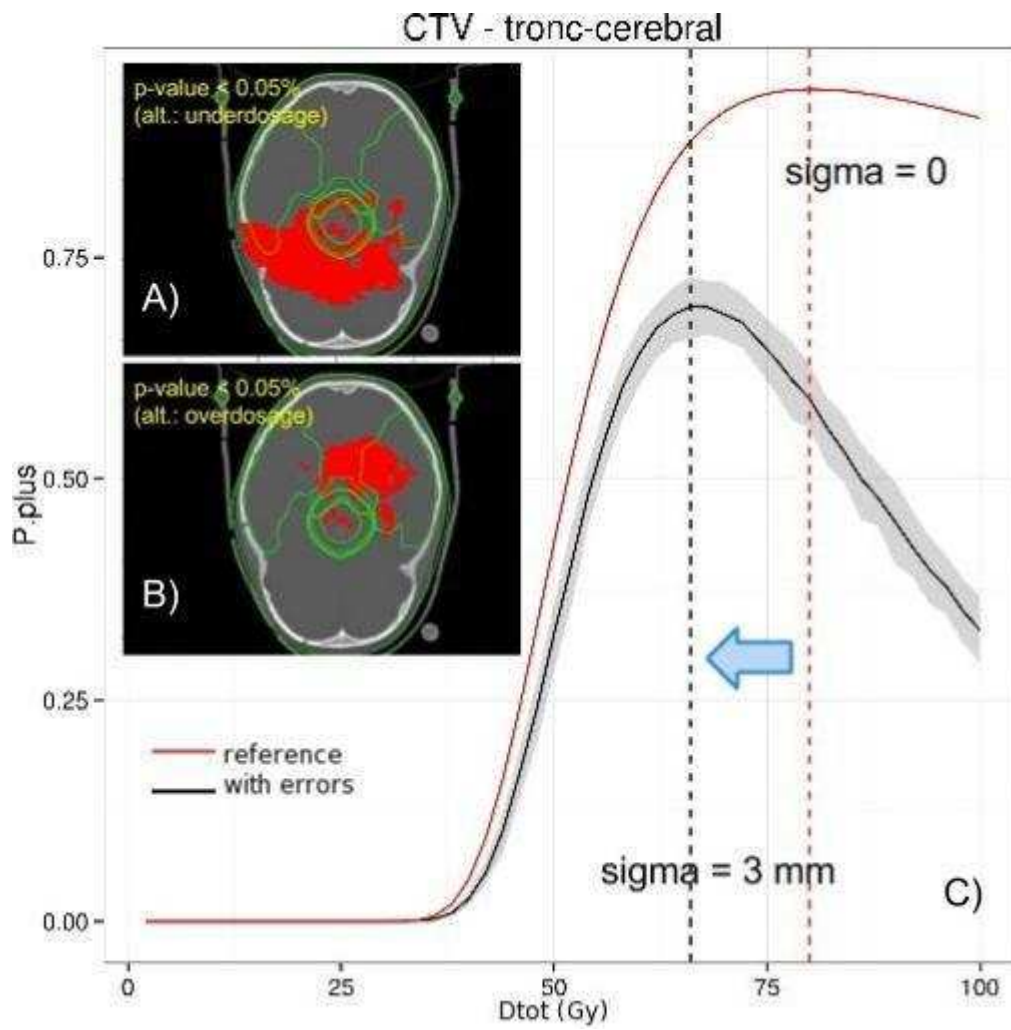 CTV - tronc-cerebral
p-value < 0.05%
(alt.: underdosage)
A)
p-value < 0.05%
(alt.: overdosage)
B)
sigma = 0
0.75
0.50
0.25
0.00
P.plus
reference
with errors
sigma = 3 mm
C)
0
25
50
75
100
Dtot (Gy)